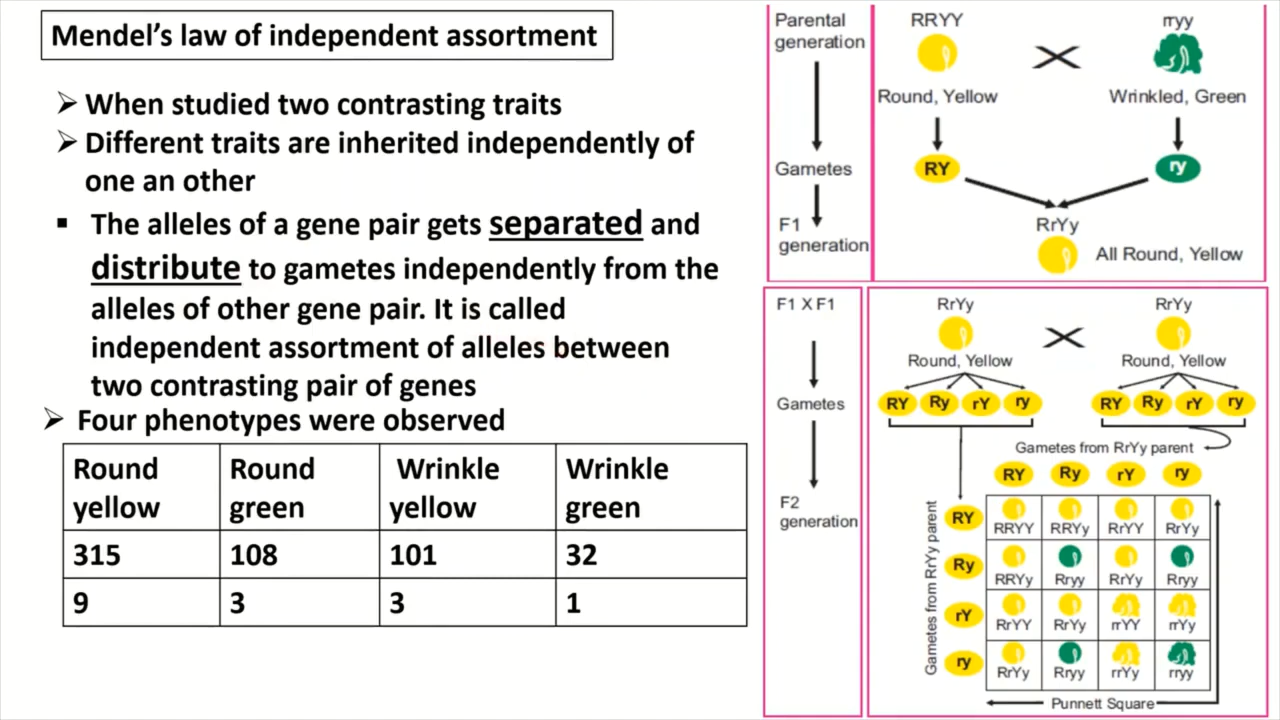 Mendel's law of independent assortment
➢ When studied two contrasting traits
➢ Different traits are inherited independently of
one an other
▪ The alleles of a gene pair gets separated and
distribute to gametes independently from the
alleles of other gene pair. It is called
independent assortment of alleles between
two contrasting pair of genes
➢ Four phenotypes were observed
Round yellow | Round green | Wrinkle yellow | Wrinkle green
315 | 108 | 101 | 32
9 | 3 | 3 | 1
Parental
generation
Gametes
F1
generation
RRYY rryy
Round, Yellow Wrinkled, Green
RY ry
RrYy
All Round, Yellow
F1 X F1
Gametes
F2
generation
RrYy RrYy
Round, Yellow Round, Yellow
RY Ry rY ry RY Ry rY ry
Gametes from RrYy parent
RY Ry rY ry
Gametes from RrYy parent
RY RRYY RRYy RrYY RrYy
Ry RRYy Rryy RrYy Rryy
rY RrYY RrYy rrYY rrYy
ry RrYy Rryy rrYy rryy
Punnett Square